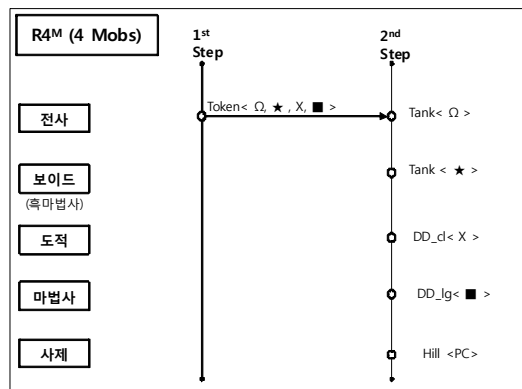 R4ᴹ (4 Mobs)
1st Step
2nd Step
전사
Token< Ω, ★ , X, ■ >
Tank< Ω >
보이드
(흑마법사)
Tank < ★ >
도적
DD_cl< X >
마법사
DD_lg< ■ >
사제
Hill <PC>